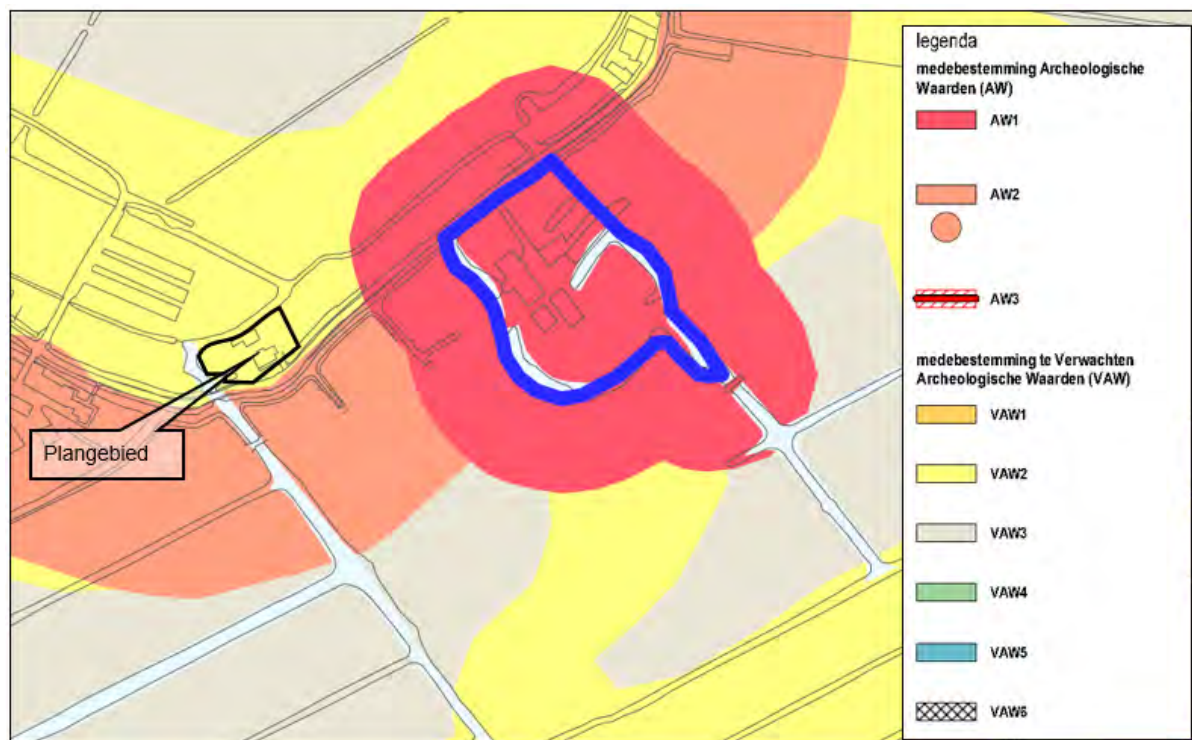 Plangebied
legenda
medebestemming Archeologische
Waarden (AW)
AW1
AW2
AW3
medebestemming te Verwachten
Archeologische Waarden (VAW)
VAW1
VAW2
VAW3
VAW4
VAW5
VAW6